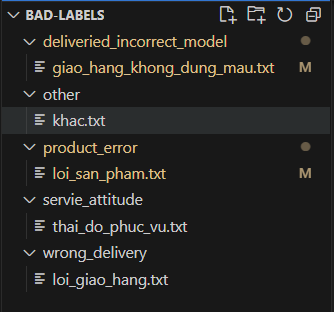 BAD-LABELS
deliveried_incorrect_model
giao_hang_khong_dung_mau.txt M
other
khac.txt
product_error
loi_san_pham.txt M
servie_attitude
thai_do_phuc_vu.txt
wrong_delivery
loi_giao_hang.txt